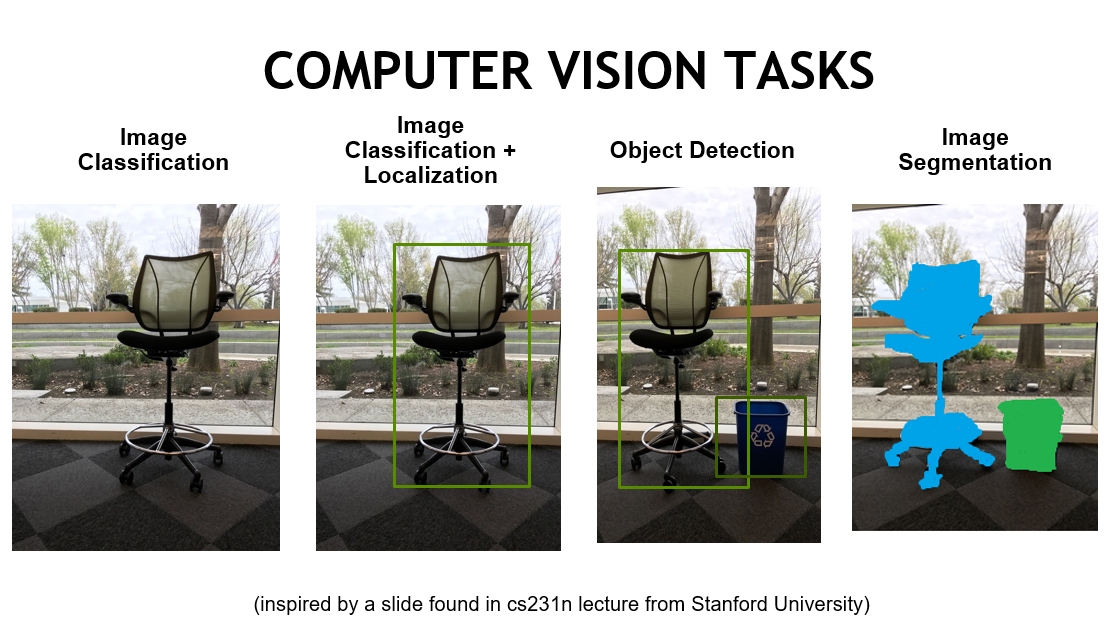 COMPUTER VISION TASKS
Image
Classification
Image
Classification +
Localization
Object Detection
Image
Segmentation
(inspired by a slide found in cs231n lecture from Stanford University)